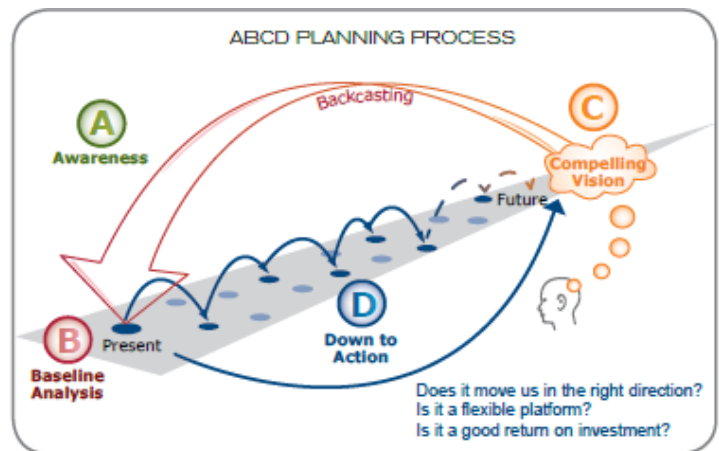 ABCD PLANNING PROCESS
Backcasting
A
Awareness
C
Compelling
Vision
Future
B
Present
Baseline
Analysis
D
Down to
Action
Does it move us in the right direction?
Is it a flexible platform?
Is it a good return on investment?